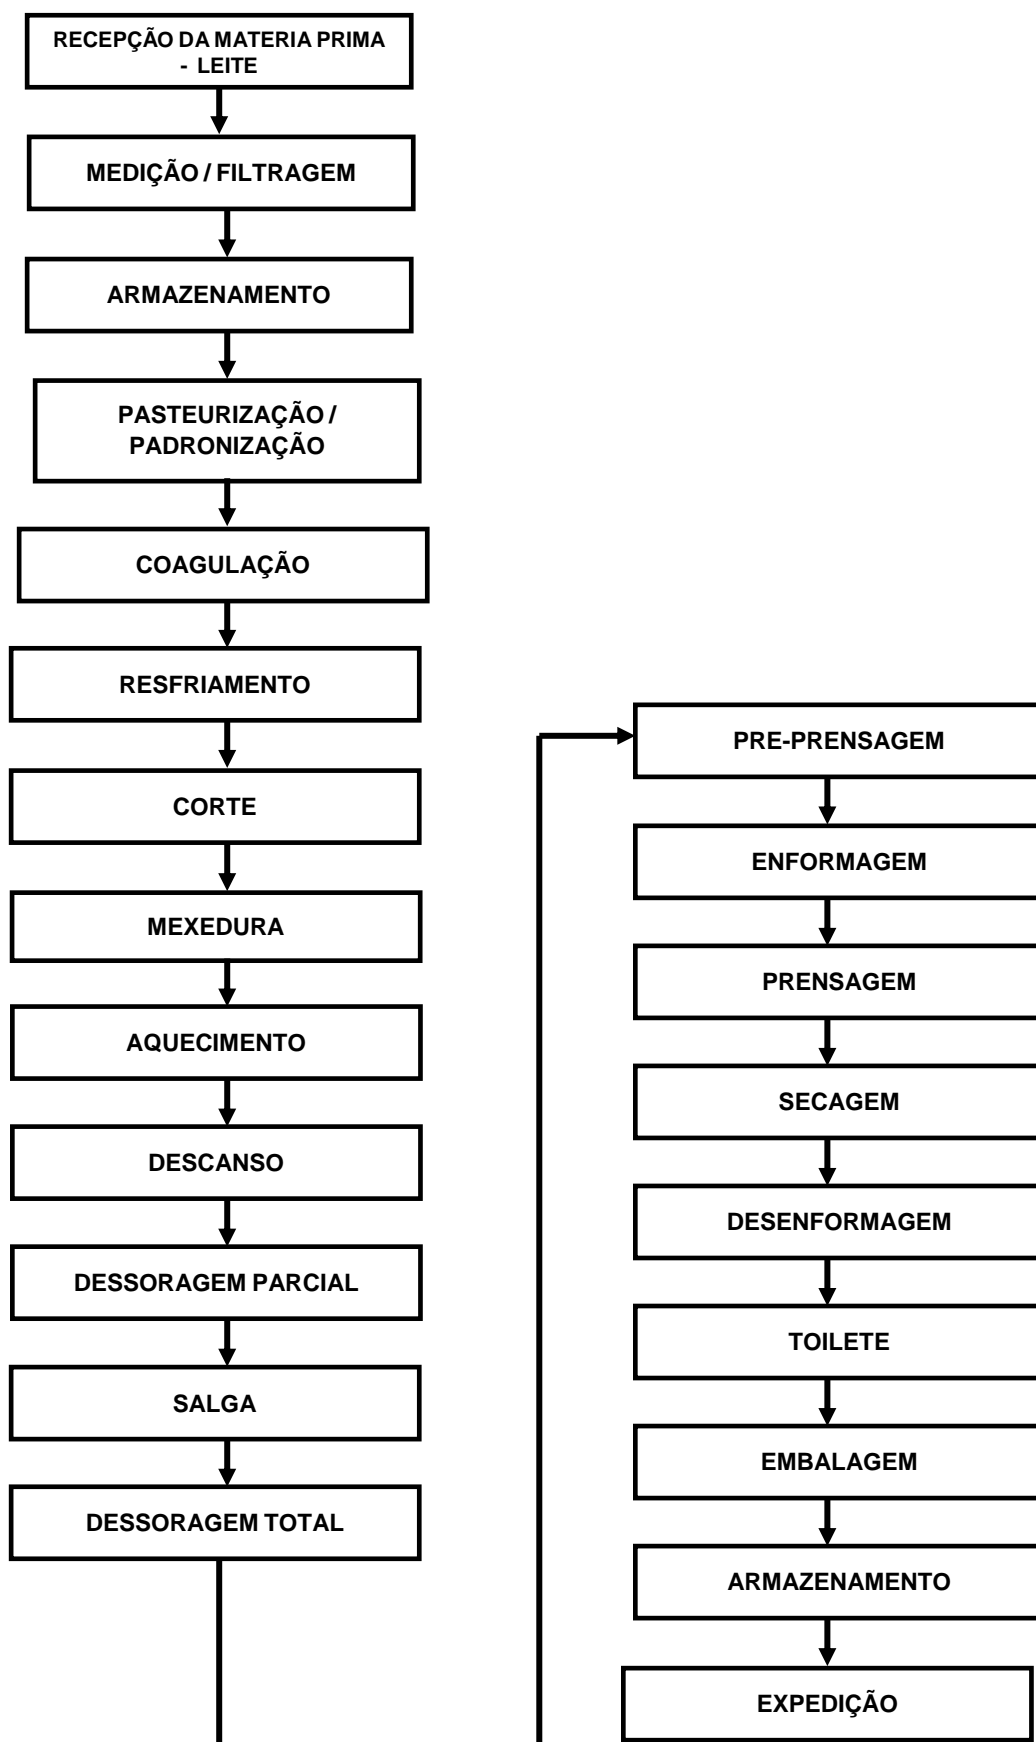 RECEPÇÃO DA MATERIA PRIMA
- LEITE
MEDIÇÃO / FILTRAGEM
ARMAZENAMENTO
PASTEURIZAÇÃO /
PADRONIZAÇÃO
COAGULAÇÃO
RESFRIAMENTO
CORTE
MEXEDURA
AQUECIMENTO
DESCANSO
DESSORAGEM PARCIAL
SALGA
DESSORAGEM TOTAL
PRE-PRENSAGEM
ENFORMAGEM
PRENSAGEM
SECAGEM
DESENFORMAGEM
TOILETE
EMBALAGEM
ARMAZENAMENTO
EXPEDIÇÃO